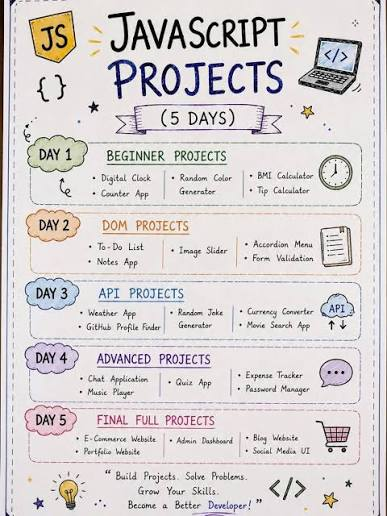 JS
JAVASCRIPT
PROJECTS
</>
{ }
(5 DAYS)
DAY 1
BEGINNER PROJECTS
• Digital Clock
• Counter App
• Random Color
Generator
• BMI Calculator
• Tip Calculator
DAY 2
DOM PROJECTS
• To-Do List
• Notes App
• Image Slider
• Accordion Menu
• Form Validation
DAY 3
API PROJECTS
• Weather App
• GitHub Profile Finder
• Random Joke
Generator
• Currency Converter
• Movie Search App
API
DAY 4
ADVANCED PROJECTS
• Chat Application
• Music Player
• Quiz App
• Expense Tracker
• Password Manager
DAY 5
FINAL FULL PROJECTS
• E-Commerce Website
• Portfolio Website
• Admin Dashboard
• Blog Website
• Social Media UI
"Build Projects. Solve Problems.
Grow Your Skills.
Become a Better Developer!"
</>